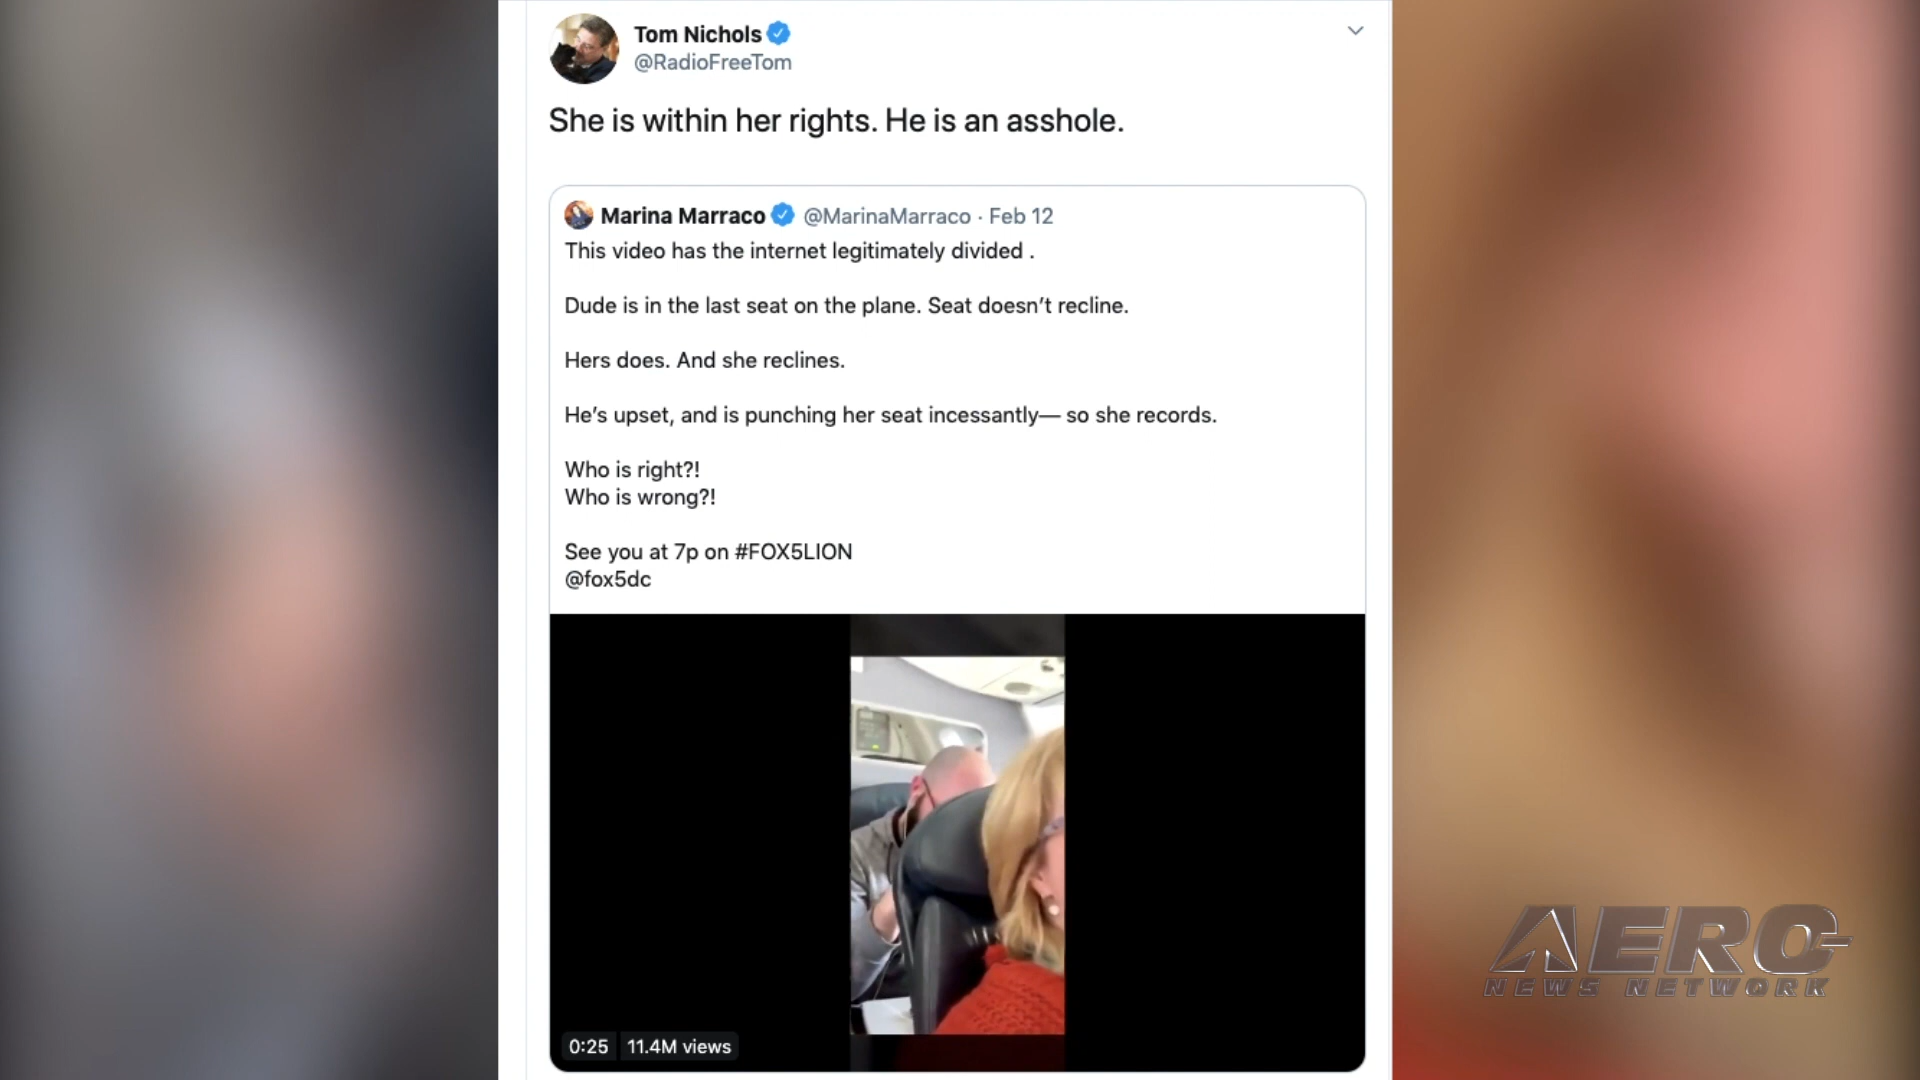 Tom Nichols
@RadioFreeTom
She is within her rights. He is an asshole.
Marina Marraco @MarinaMarraco · Feb 12
This video has the internet legitimately divided .
Dude is in the last seat on the plane. Seat doesn’t recline.
Hers does. And she reclines.
He’s upset, and is punching her seat incessantly— so she records.
Who is right?!
Who is wrong?!
See you at 7p on #FOX5LION
@fox5dc
0:25 11.4M views
AERO
NEWS NETWORK